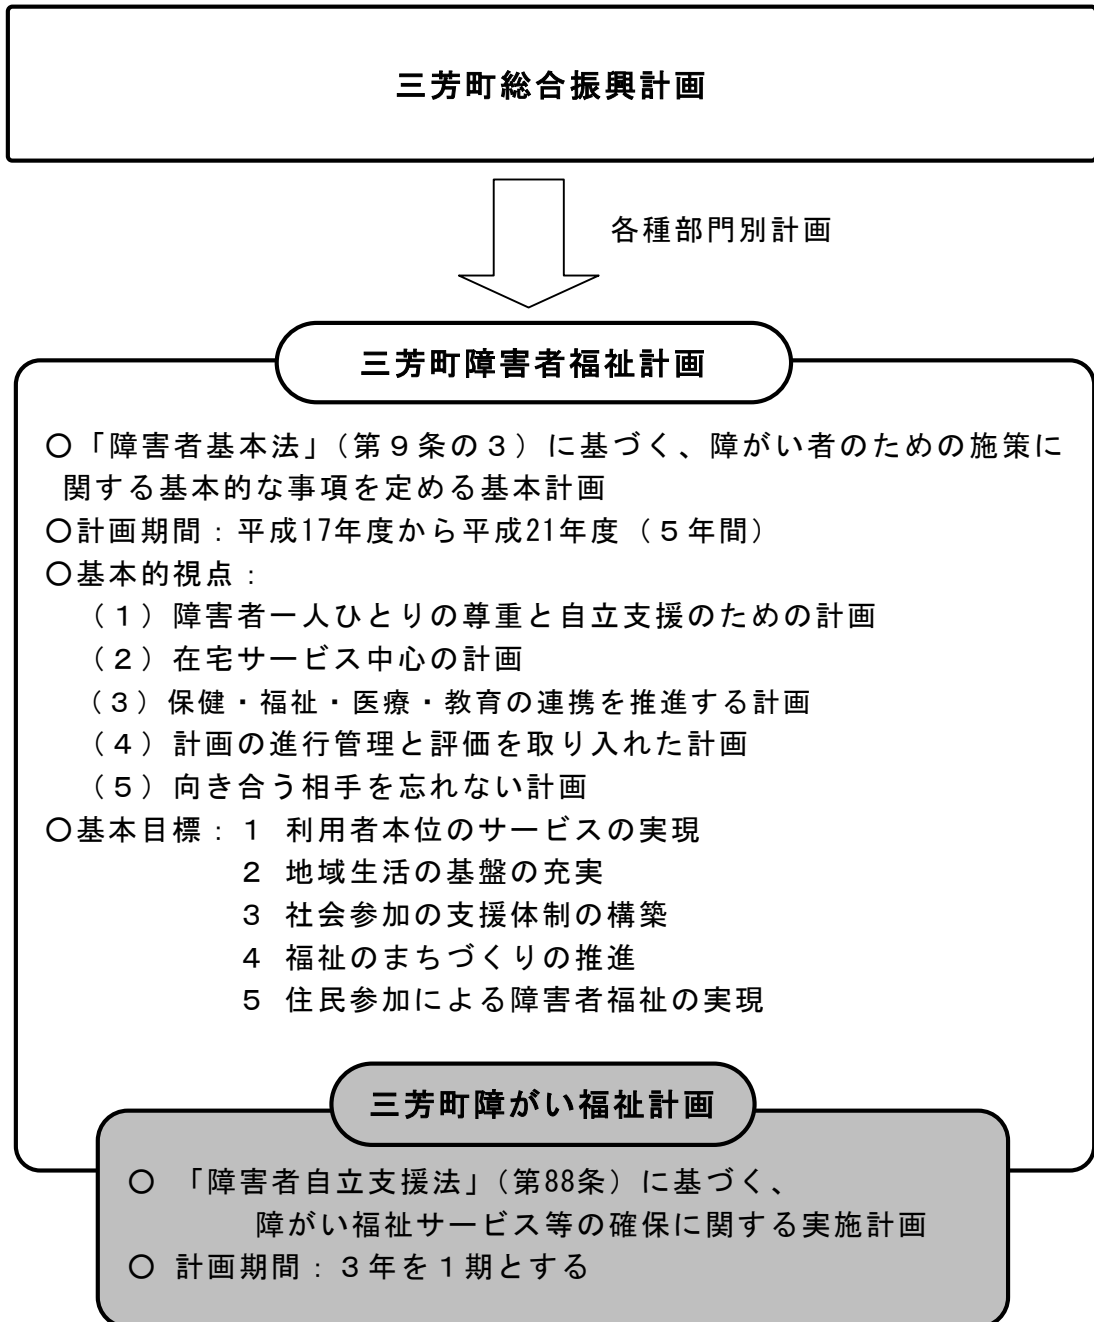 三芳町総合振興計画
各種部門別計画
三芳町障害者福祉計画
○「障害者基本法」（第９条の３）に基づく、障がい者のための施策に
関する基本的な事項を定める基本計画
○計画期間：平成17年度から平成21年度（５年間）
○基本的視点：
（１）障害者一人ひとりの尊重と自立支援のための計画
（２）在宅サービス中心の計画
（３）保健・福祉・医療・教育の連携を推進する計画
（４）計画の進行管理と評価を取り入れた計画
（５）向き合う相手を忘れない計画
○基本目標：１ 利用者本位のサービスの実現
２ 地域生活の基盤の充実
３ 社会参加の支援体制の構築
４ 福祉のまちづくりの推進
５ 住民参加による障害者福祉の実現
三芳町障がい福祉計画
○ 「障害者自立支援法」（第88条）に基づく、
障がい福祉サービス等の確保に関する実施計画
○ 計画期間：３年を１期とする